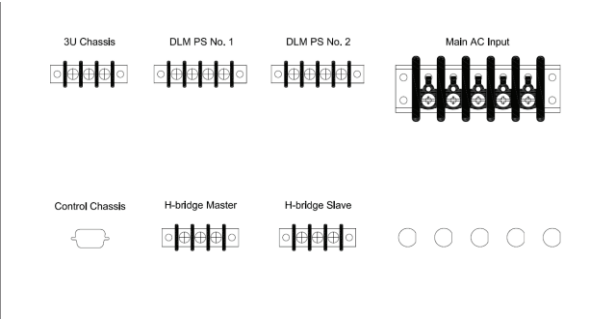 3U Chassis
DLM PS No. 1
DLM PS No. 2
Main AC Input
Control Chassis
H-bridge Master
H-bridge Slave